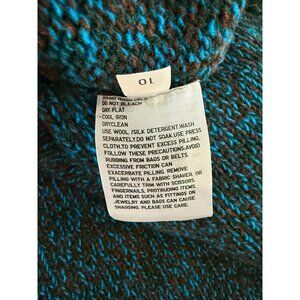 10
HAND WASH COLD
DO NOT BLEACH
DRY FLAT
COOL IRON
DRYCLEAN
USE WOOL /SILK DETERGENT.WASH
SEPARATELY.DO NOT SOAK.USE PRESS
CLOTH.TO PREVENT EXCESS PILLING,
FOLLOW THESE PRECAUTIONS.AVOID
RUBBING FROM BAGS OR BELTS.
EXCESSIVE FRICTION CAN
EXACERBATE PILLING. REMOVE
PILLING WITH A FABRIC SHAVER, OR
CAREFULLY TRIM WITH SCISSORS.
FINGERNAILS, PROTRUDING
ITEMS SUCH AS FITTINGS ON
JEWELRY AND BAGS CAN CAUSE
SNAGGING. PLEASE USE CARE.